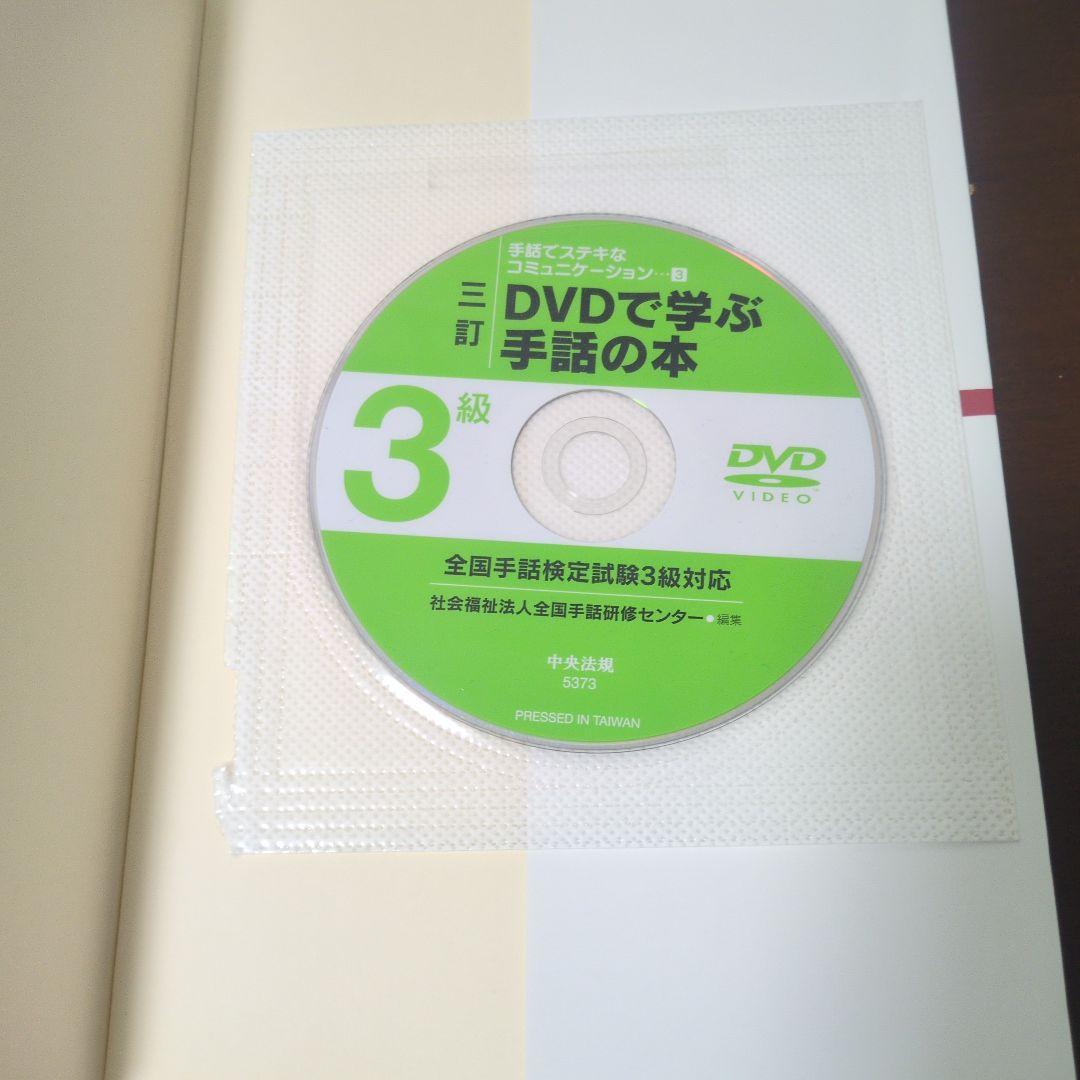 手話でステキな
コミュニケーション…3
三訂
DVDで学ぶ
手話の本
3級
DVD
VIDEO™
全国手話検定試験3級対応
社会福祉法人全国手話研修センター●編集
中央法規
5373
PRESSED IN TAIWAN